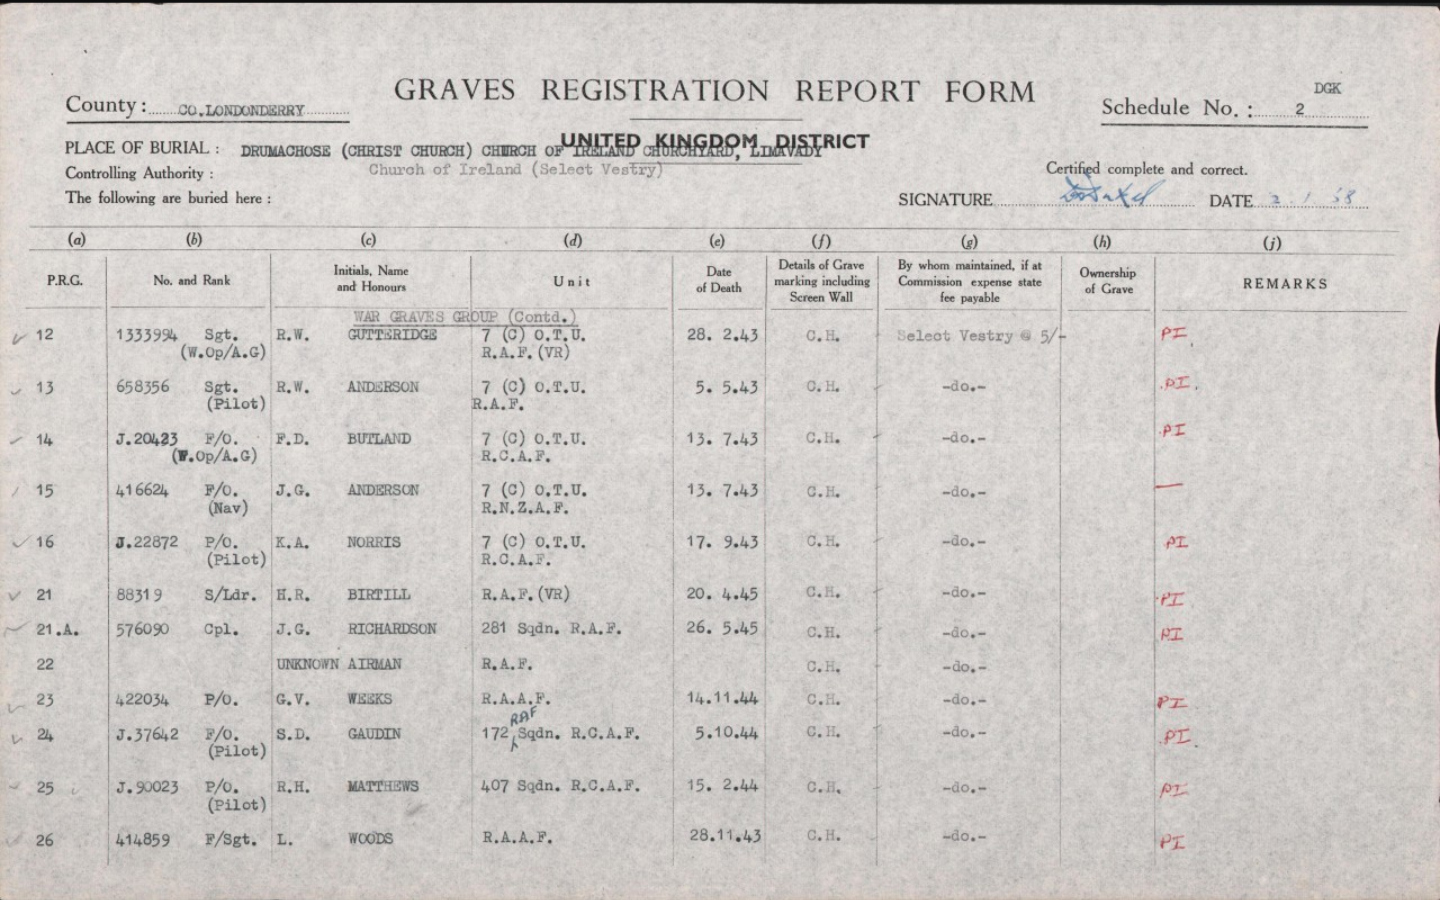 DGK
GRAVES REGISTRATION REPORT FORM
County: CO.LONDONDERRY
Schedule No. : 2
UNITED KINGDOM DISTRICT
PLACE OF BURIAL : DRUMACHOSE (CHRIST CHURCH) CHURCH OF IRELAND CHURCHYARD, LIMAVADY
Controlling Authority : Church of Ireland (Select Vestry)
Certified complete and correct.
The following are buried here :
SIGNATURE DATE 2. 1 58
(a) (b) (c) (d) (e) (f) (g) (h) (j)
P.R.G. No. and Rank Initials, Name and Honours Unit Date of Death Details of Grave marking including Screen Wall By whom maintained, if at Commission expense state fee payable Ownership of Grave REMARKS
WAR GRAVES GROUP (Contd.)
12 1333994 Sgt. R.W. GUTTERIDGE 7 (C) O.T.U. 28. 2.43 C.H. Select Vestry @ 5/- PI
(W.Op/A.G) R.A.F.(VR)
13 658356 Sgt. R.W. ANDERSON 7 (C) O.T.U. 5. 5.43 C.H. -do.- PI
(Pilot) R.A.F.
14 J.20423 F/O. F.D. BUTLAND 7 (C) O.T.U. 13. 7.43 C.H. -do.- PI
(W.Op/A.G) R.C.A.F.
15 416624 F/O. J.G. ANDERSON 7 (C) O.T.U. 13. 7.43 C.H. -do.- —
(Nav) R.N.Z.A.F.
16 J.22872 P/O. K.A. NORRIS 7 (C) O.T.U. 17. 9.43 C.H. -do.- PI
(Pilot) R.C.A.F.
21 88319 S/Ldr. H.R. BIRTILL R.A.F.(VR) 20. 4.45 C.H. -do.- PI
21.A. 576090 Cpl. J.G. RICHARDSON 281 Sqdn. R.A.F. 26. 5.45 C.H. -do.- PI
22 UNKNOWN AIRMAN R.A.F. C.H. -do.-
23 422034 P/O. G.V. WEEKS R.A.A.F. 14.11.44 C.H. -do.- PI
RAF
24 J.37642 F/O. S.D. GAUDIN 172 Sqdn. R.C.A.F. 5.10.44 C.H. -do.- PI
(Pilot)
25 J.90023 P/O. R.H. MATTHEWS 407 Sqdn. R.C.A.F. 15. 2.44 C.H. -do.- PI
(Pilot)
26 414859 F/Sgt. L. WOODS R.A.A.F. 28.11.43 C.H. -do.- PI